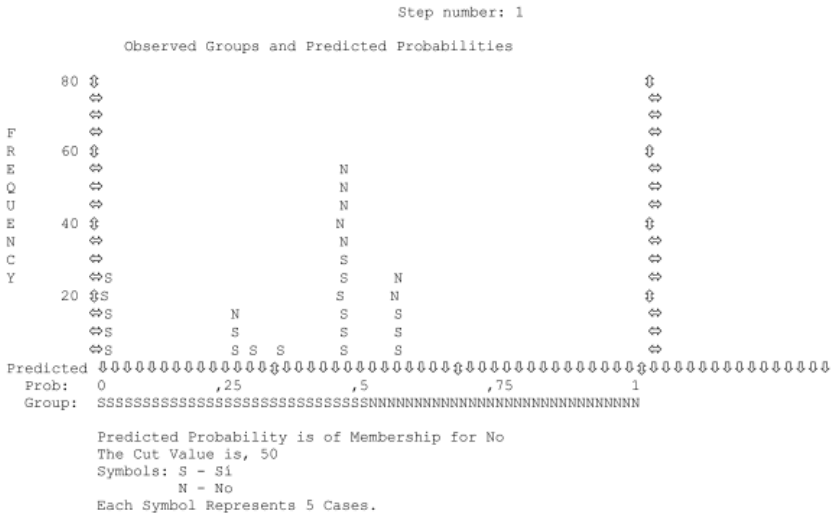 Step number: 1
Observed Groups and Predicted Probabilities
80 ⇳ ⇳
⇔ ⇔
⇔ ⇔
F ⇔ ⇔
R 60 ⇳ ⇳
E ⇔ N ⇔
Q ⇔ N ⇔
U ⇔ N ⇔
E 40 ⇳ N ⇳
N ⇔ N ⇔
C ⇔ S ⇔
Y ⇔S S N ⇔
20 ⇳S S N ⇳
⇔S N S S ⇔
⇔S S S S ⇔
⇔S S S S S S ⇔
Predicted
Prob: 0 ,25 ,5 ,75 1
Group: SSSSSSSSSSSSSSSSSSSSSSSSSSSSSSNNNNNNNNNNNNNNNNNNNNNNNNNNNNNN
Predicted Probability is of Membership for No
The Cut Value is, 50
Symbols: S - Sí
N - No
Each Symbol Represents 5 Cases.